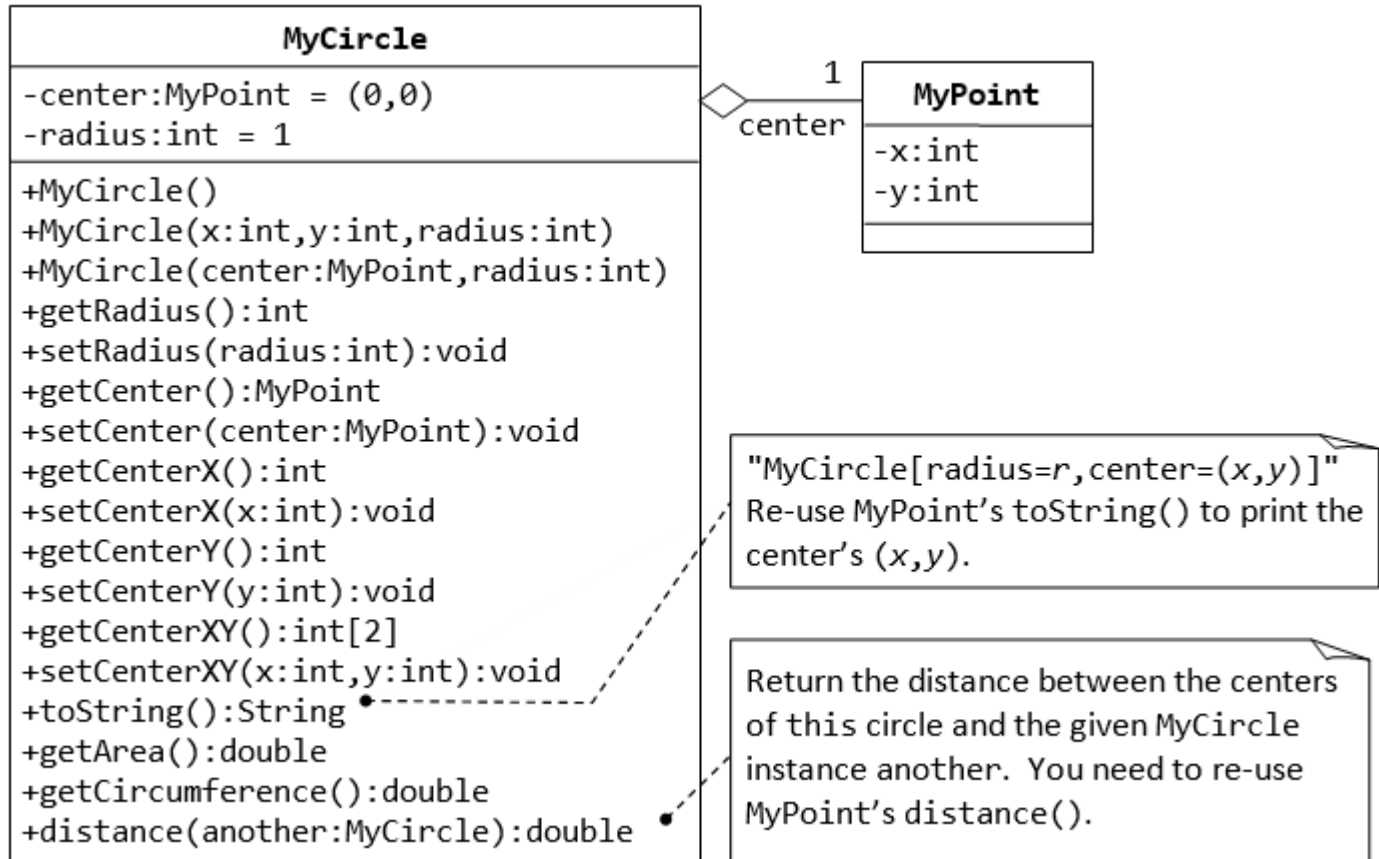 MyCircle
-center:MyPoint = (0,0)
-radius:int = 1
+MyCircle()
+MyCircle(x:int,y:int,radius:int)
+MyCircle(center:MyPoint,radius:int)
+getRadius():int
+setRadius(radius:int):void
+getCenter():MyPoint
+setCenter(center:MyPoint):void
+getCenterX():int
+setCenterX(x:int):void
+getCenterY():int
+setCenterY(y:int):void
+getCenterXY():int[2]
+setCenterXY(x:int,y:int):void
+toString():String
+getArea():double
+getCircumference():double
+distance(another:MyCircle):double
1
center
MyPoint
-x:int
-y:int
"MyCircle[radius=r,center=(x,y)]"
Re-use MyPoint's toString() to print the
center's (x,y).
Return the distance between the centers
of this circle and the given MyCircle
instance another. You need to re-use
MyPoint's distance().